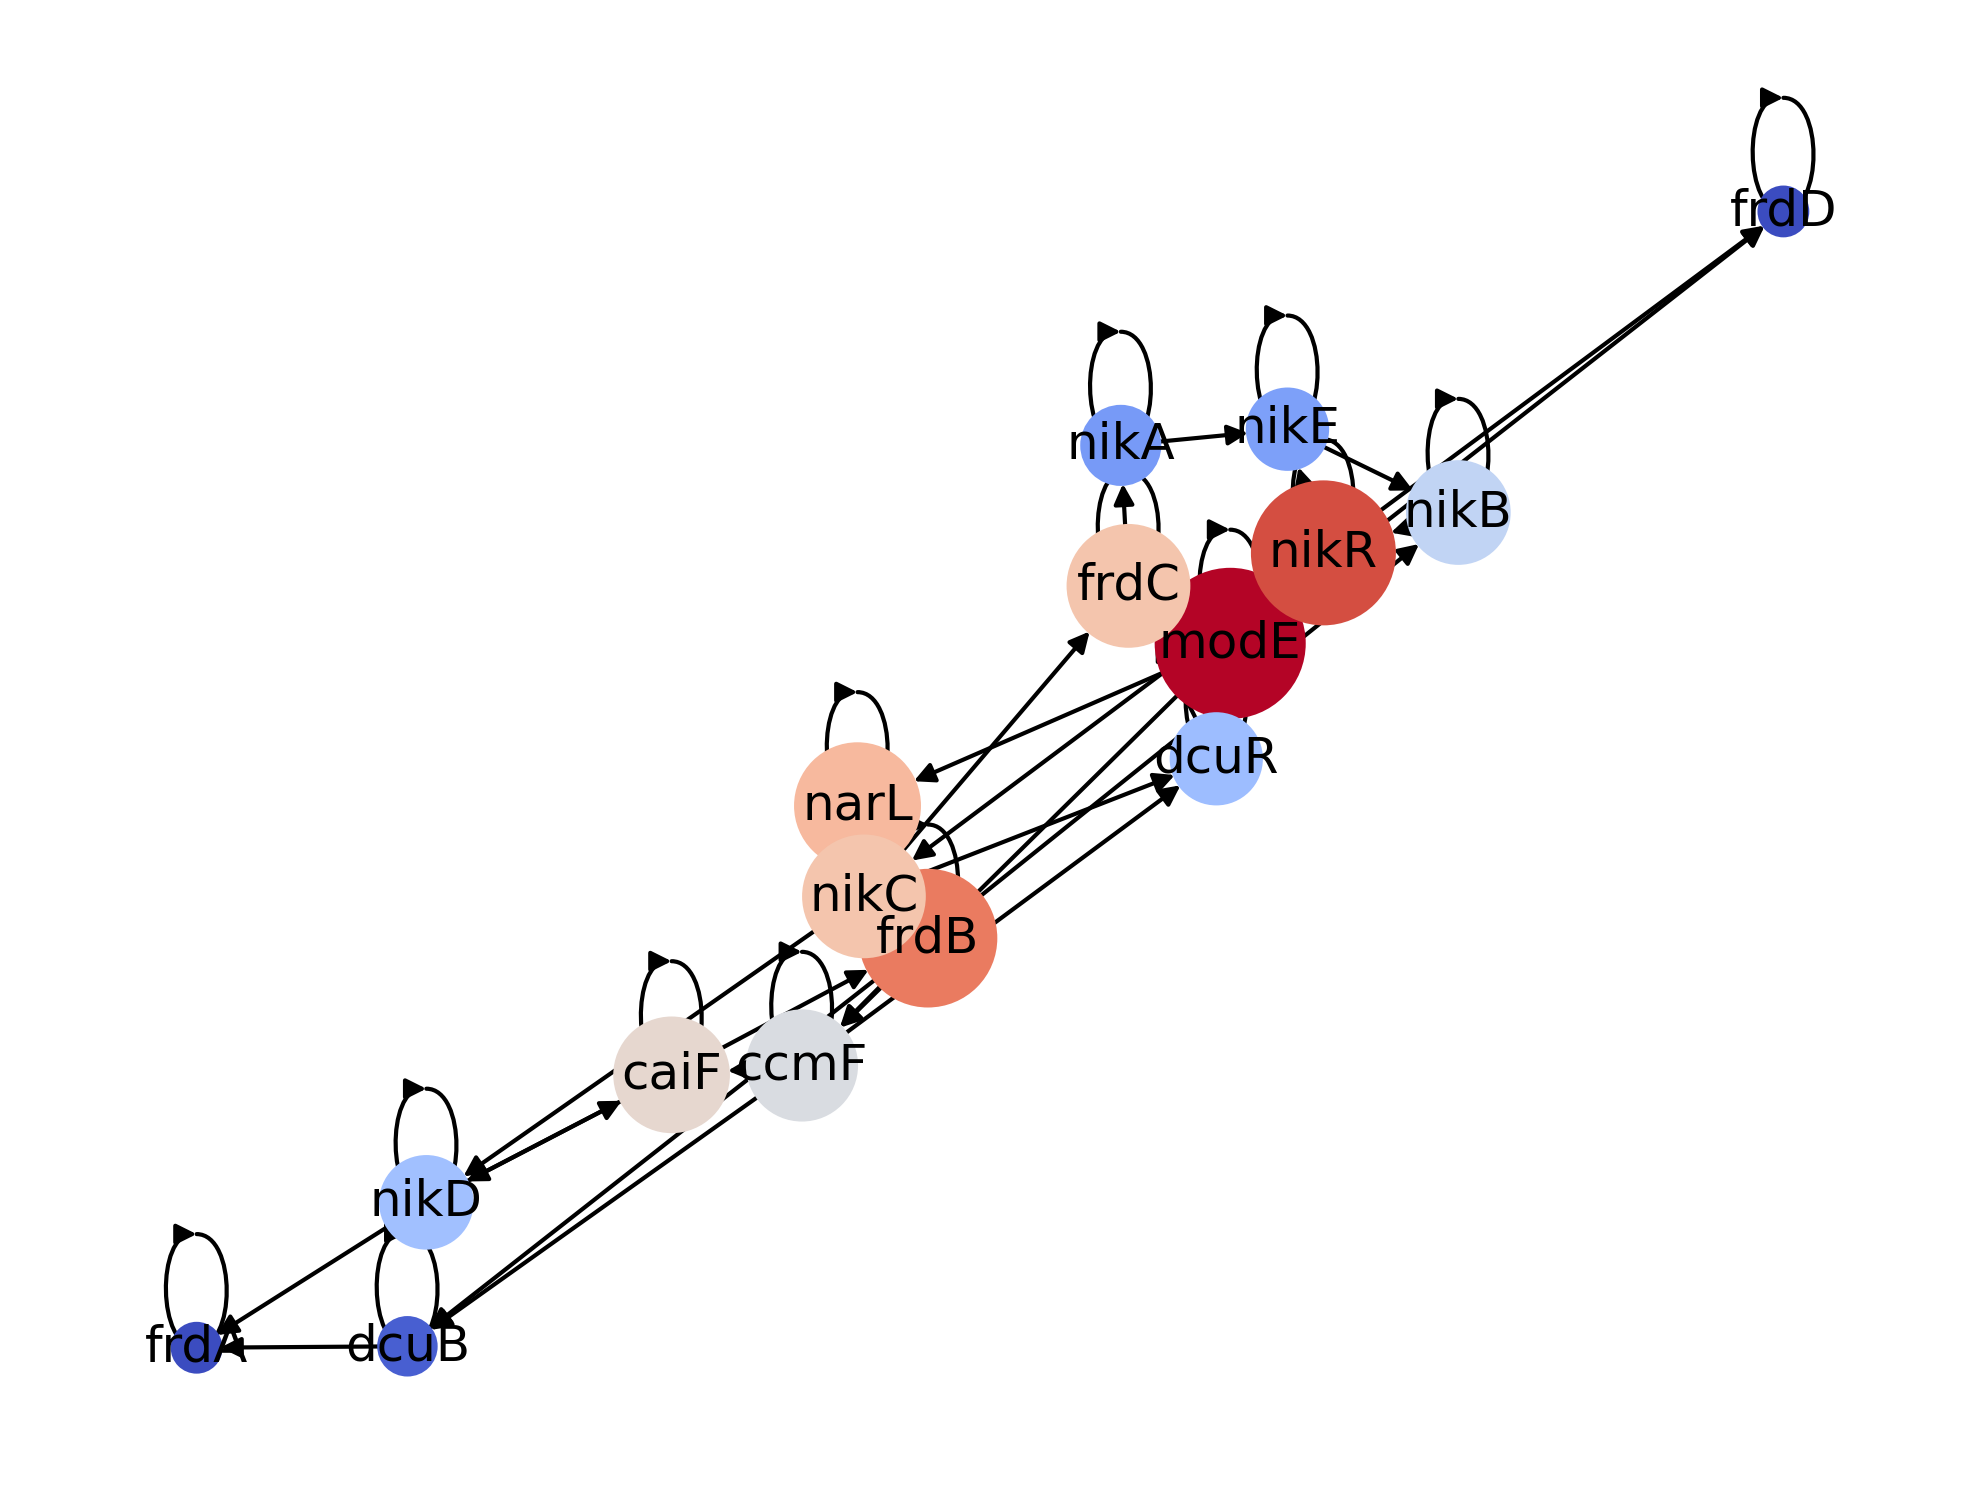 frdD
nikA
nikE
nikB
nikR
frdC
modE
dcuR
narL
nikC
frdB
caiF
ccmF
nikD
frdA
dcuB